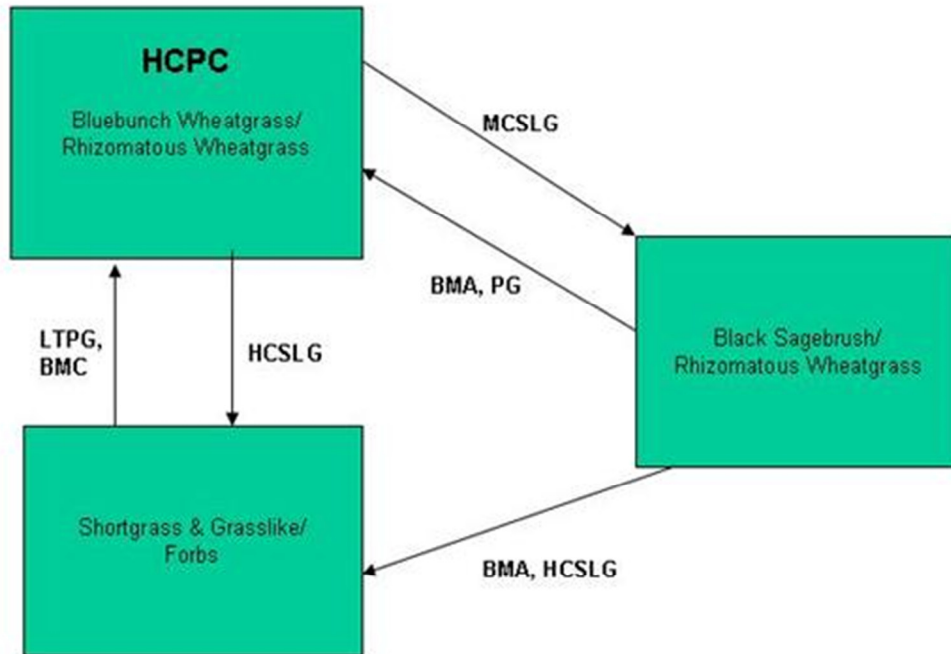 HCPC
Bluebunch Wheatgrass/
Rhizomatous Wheatgrass
MCSLG
BMA, PG
LTPG,
BMC
HCSLG
Black Sagebrush/
Rhizomatous Wheatgrass
Shortgrass & Grasslike/
Forbs
BMA, HCSLG